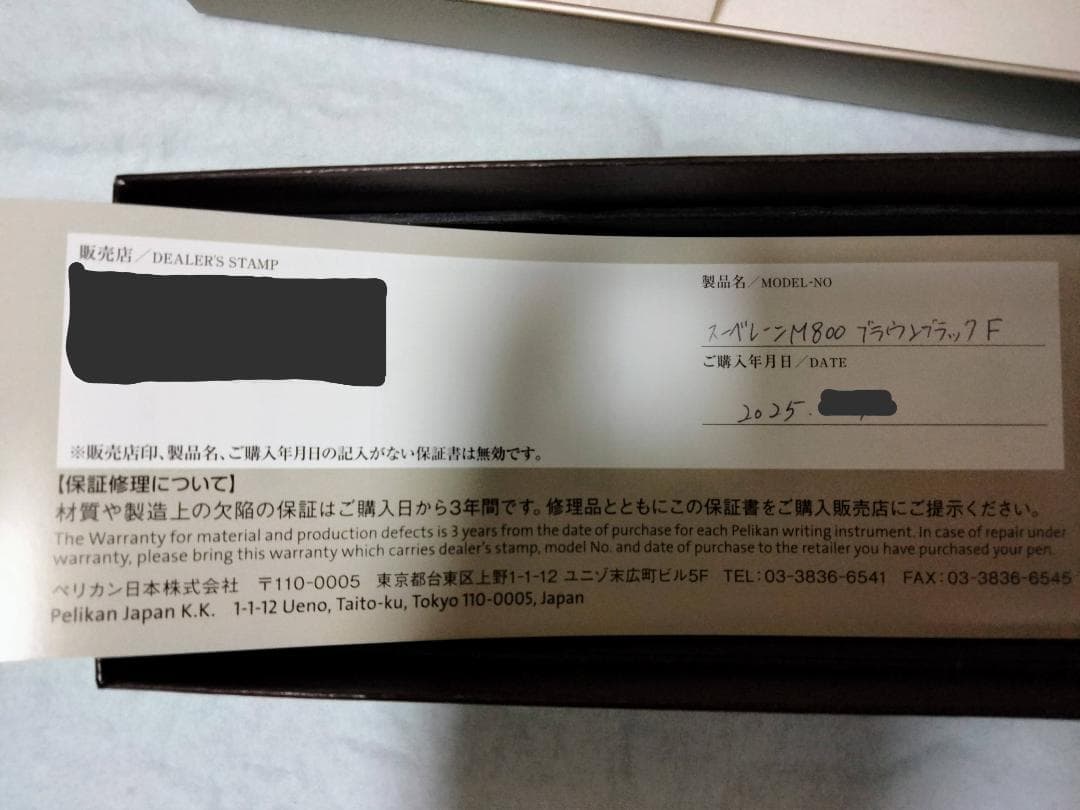 販売店／DEALER'S STAMP
製品名／MODEL-NO
スーベレーンM800 ブラウンブラック F
ご購入年月日／DATE
2025.
※販売店印、製品名、ご購入年月日の記入がない保証書は無効です。
【保証修理について】
材質や製造上の欠陥の保証はご購入日から3年間です。修理品とともにこの保証書をご購入販売店にご提示ください。
The Warranty for material and production defects is 3 years from the date of purchase for each Pelikan writing instrument. In case of repair under
warranty, please bring this warranty which carries dealer's stamp, model No. and date of purchase to the retailer you have purchased your pen.
ペリカン日本株式会社 〒110-0005 東京都台東区上野1-1-12 ユニゾ末広町ビル5F TEL:03-3836-6541 FAX:03-3836-6545
Pelikan Japan K.K. 1-1-12 Ueno, Taito-ku, Tokyo 110-0005, Japan